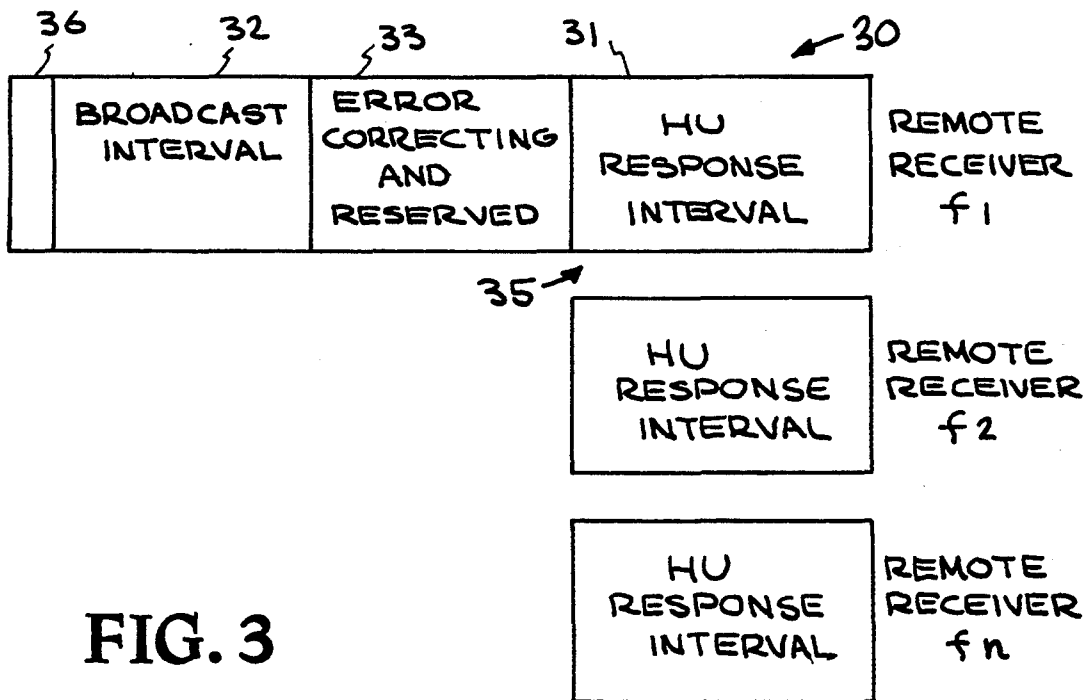 36 32 33 31 30
BROADCAST
INTERVAL
ERROR
CORRECTING
AND
RESERVED
HU
RESPONSE
INTERVAL
REMOTE
RECEIVER
f1
35
HU
RESPONSE
INTERVAL
REMOTE
RECEIVER
f2
HU
RESPONSE
INTERVAL
REMOTE
RECEIVER
fn
FIG. 3